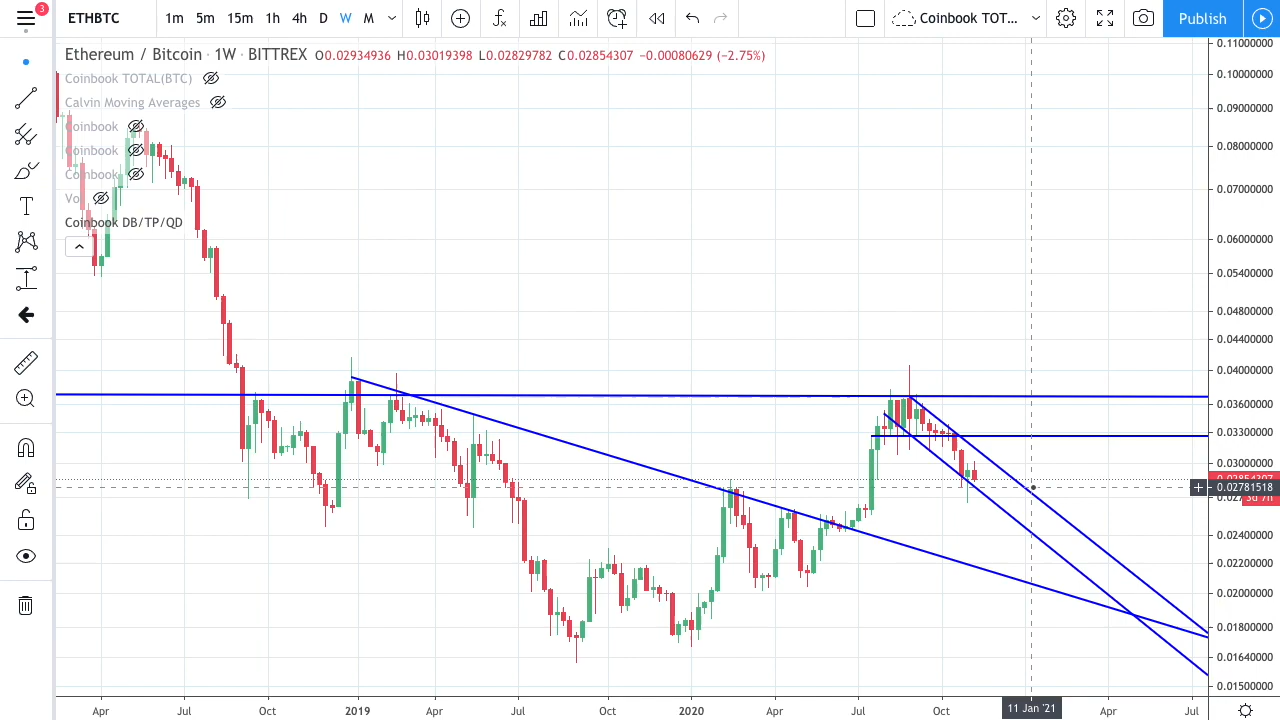 3
ETHBTC 1m 5m 15m 1h 4h D W M Coinbook TOT... Publish
Ethereum / Bitcoin · 1W · BITTREX O0.02934936 H0.03019398 L0.02829782 C0.02854307 −0.00080629 (−2.75%)
Coinbook TOTAL(BTC)
Calvin Moving Averages
Coinbook
Coinbook
Coinbook
Coinbook DB/TP/QD
0.11000000
0.10000000
0.09000000
0.08000000
0.07000000
0.06000000
0.05400000
0.04800000
0.04400000
0.04000000
0.03600000
0.03300000
0.03000000
0.02781518
3d 7h
0.02400000
0.02200000
0.02000000
0.01800000
0.01640000
0.01500000
Apr Jul Oct 2019 Apr Jul Oct 2020 Apr Jul Oct 11 Jan '21 Apr Jul